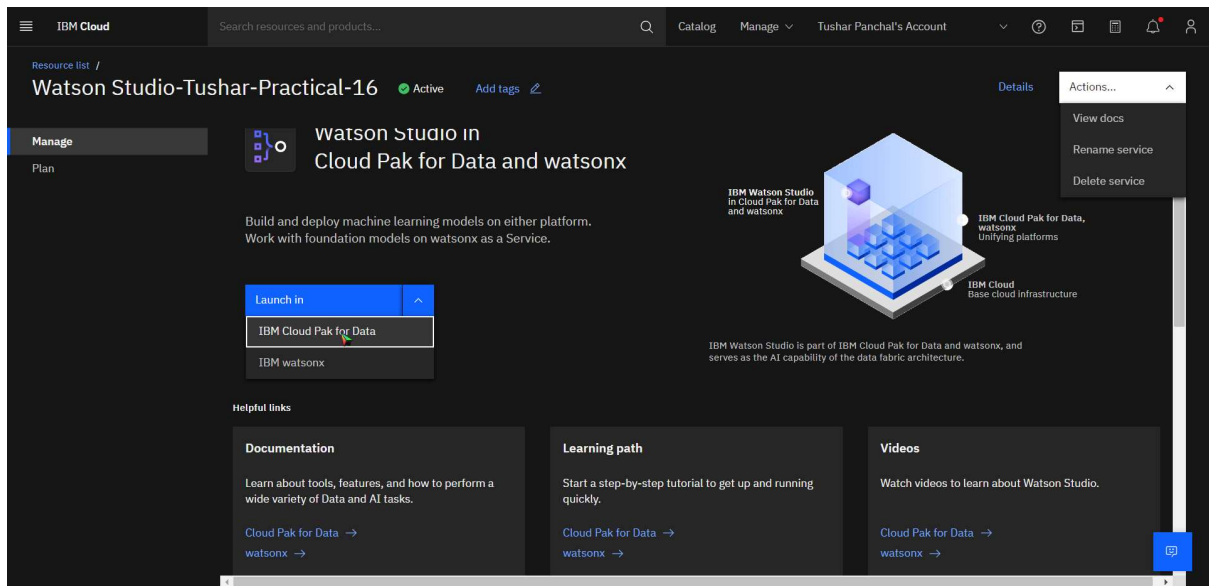 IBM Cloud
Search resources and products...
Catalog
Manage
Tushar Panchal's Account
Resource list /
Watson Studio-Tushar-Practical-16
Active
Add tags
Details
Actions...
View docs
Rename service
Delete service
Manage
Plan
Watson Studio in
Cloud Pak for Data and watsonx
Build and deploy machine learning models on either platform.
Work with foundation models on watsonx as a Service.
Launch in
IBM Cloud Pak for Data
IBM watsonx
IBM Watson Studio
in Cloud Pak for Data
and watsonx
IBM Cloud Pak for Data,
watsonx
Unifying platforms
IBM Cloud
Base cloud infrastructure
IBM Watson Studio is part of IBM Cloud Pak for Data and watsonx, and
serves as the AI capability of the data fabric architecture.
Helpful links
Documentation
Learn about tools, features, and how to perform a
wide variety of Data and AI tasks.
Cloud Pak for Data →
watsonx →
Learning path
Start a step-by-step tutorial to get up and running
quickly.
Cloud Pak for Data →
watsonx →
Videos
Watch videos to learn about Watson Studio.
Cloud Pak for Data →
watsonx →